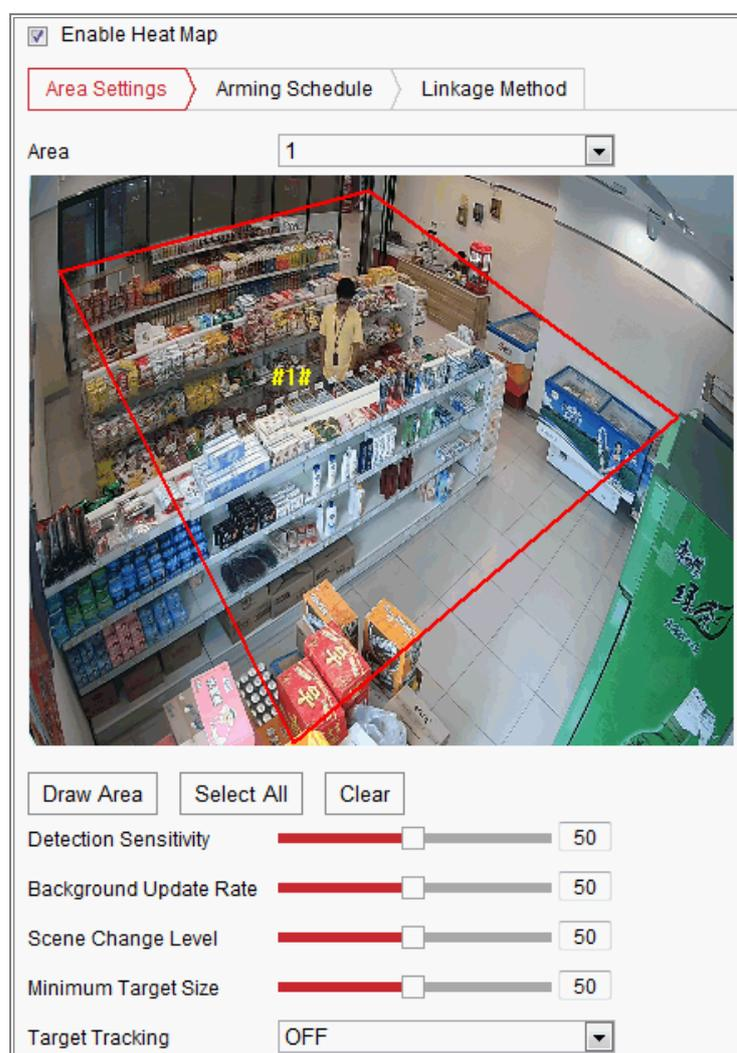 Enable Heat Map
Area Settings
Arming Schedule
Linkage Method
Area
1
#1#
Draw Area
Select All
Clear
Detection Sensitivity
50
Background Update Rate
50
Scene Change Level
50
Minimum Target Size
50
Target Tracking
OFF